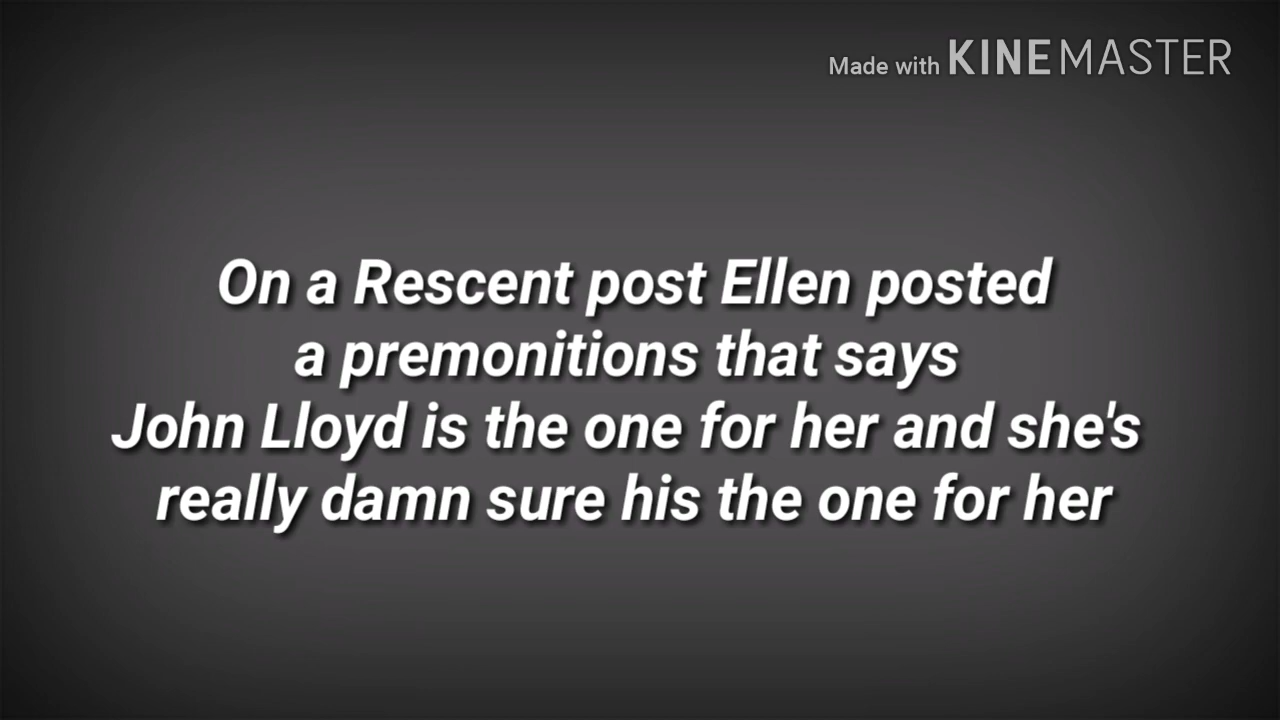 Made with KINEMASTER
On a Rescent post Ellen posted
a premonitions that says
John Lloyd is the one for her and she's
really damn sure his the one for her